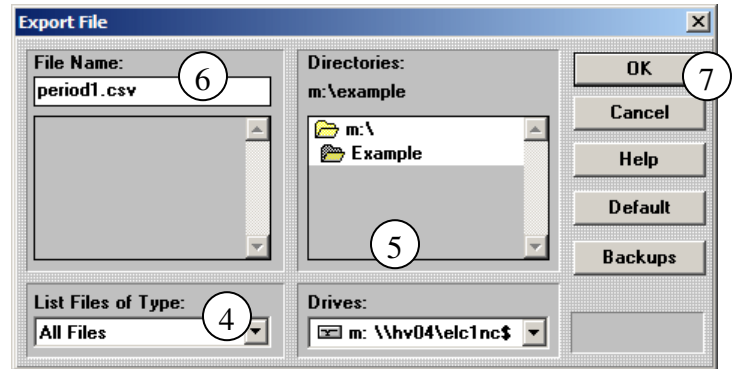 Export File
File Name:
6
period1.csv
Directories:
m:\example
m:\
Example
5
OK
7
Cancel
Help
Default
Backups
List Files of Type:
4
All Files
Drives:
m: \\hv04\elc1nc$